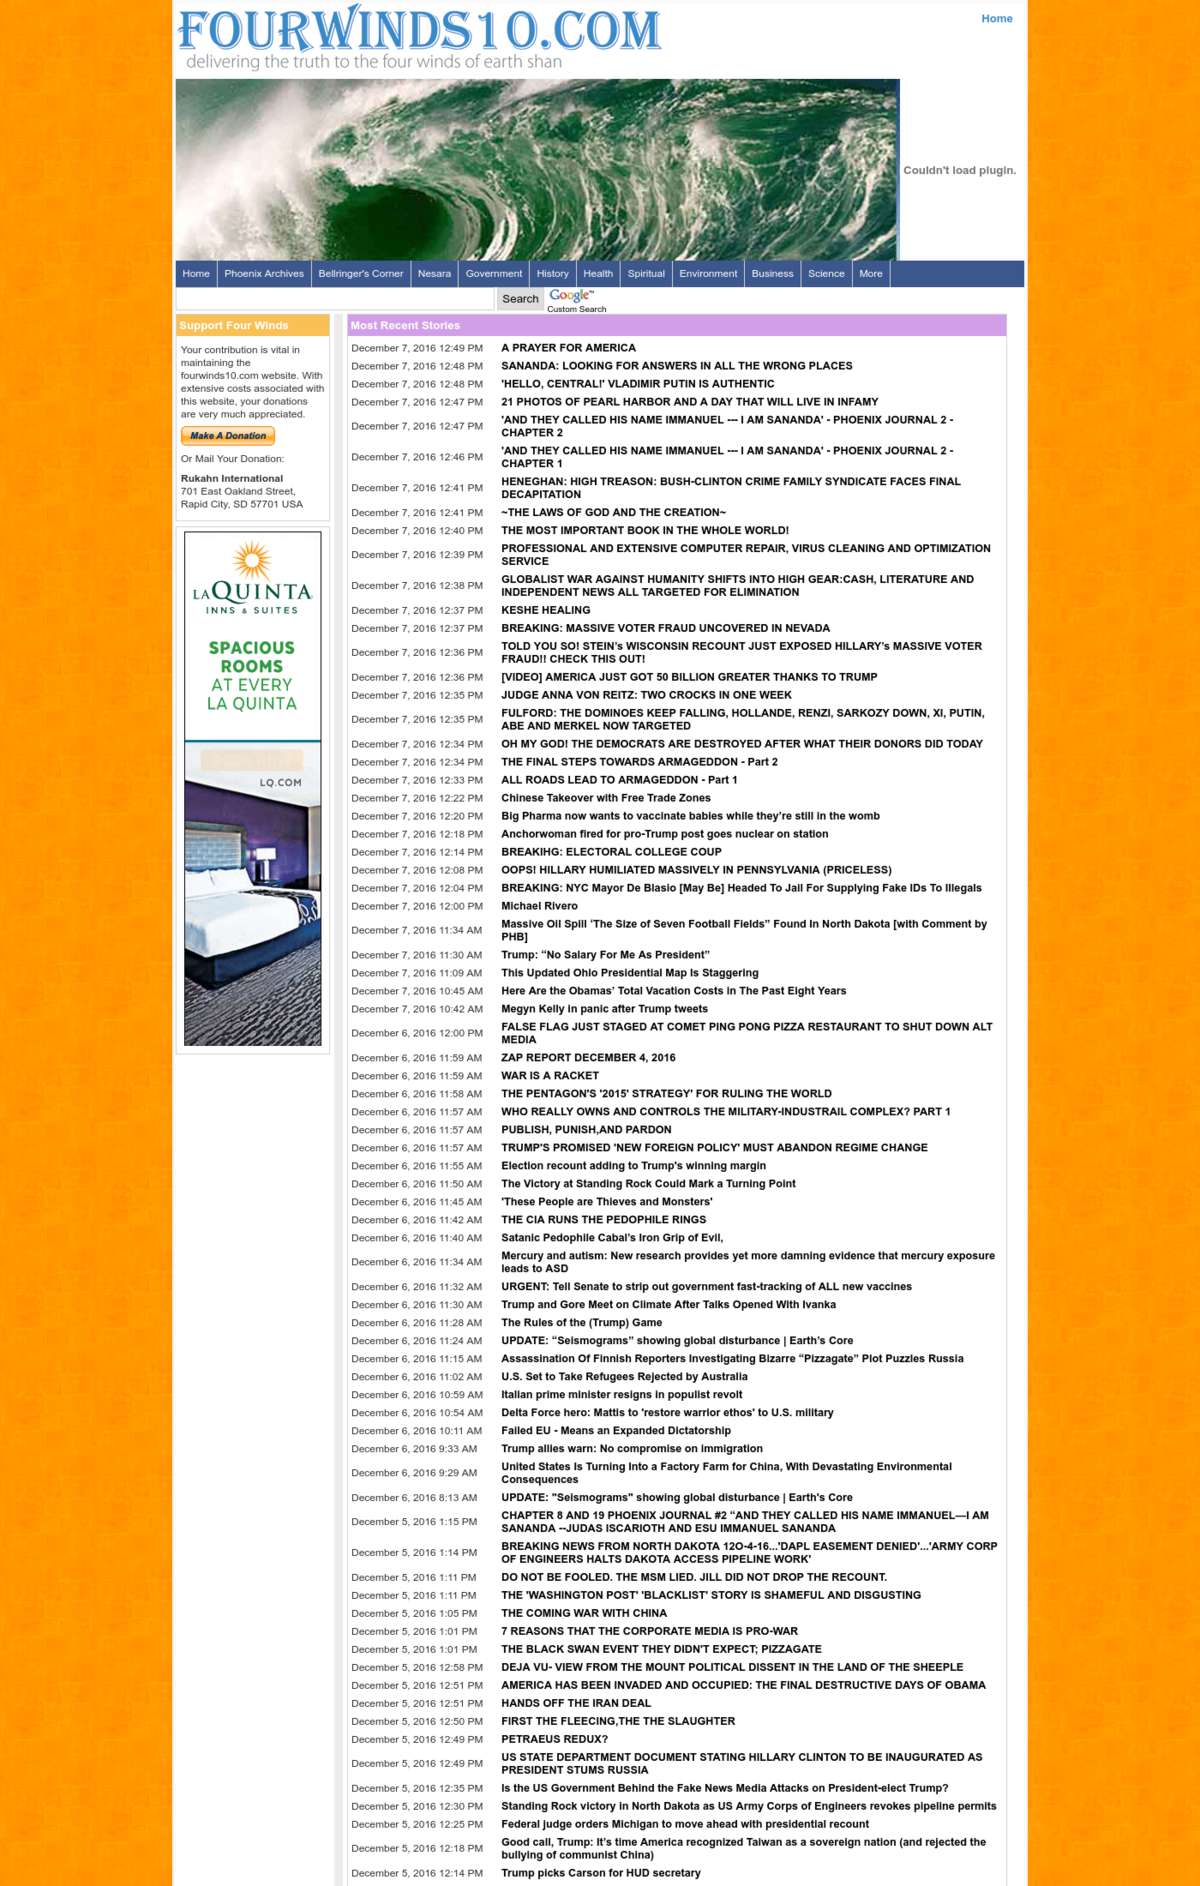 FOURWINDS10.COM
Home
delivering the truth to the four winds of earth shan
Couldn't load plugin.
Home Phoenix Archives Bellringer's Corner Nesara Government History Health Spiritual Environment Business Science More
Search Google™
Custom Search
Support Four Winds
Your contribution is vital in
maintaining the
fourwinds10.com website. With
extensive costs associated with
this website, your donations
are very much appreciated.
Make A Donation
Or Mail Your Donation:
Rukahn International
701 East Oakland Street,
Rapid City, SD 57701 USA
LAQUINTA
INNS & SUITES
SPACIOUS
ROOMS
AT EVERY
LA QUINTA
LQ.COM
Most Recent Stories
December 7, 2016 12:49 PM A PRAYER FOR AMERICA
December 7, 2016 12:48 PM SANANDA: LOOKING FOR ANSWERS IN ALL THE WRONG PLACES
December 7, 2016 12:48 PM 'HELLO, CENTRAL!' VLADIMIR PUTIN IS AUTHENTIC
December 7, 2016 12:47 PM 21 PHOTOS OF PEARL HARBOR AND A DAY THAT WILL LIVE IN INFAMY
December 7, 2016 12:47 PM 'AND THEY CALLED HIS NAME IMMANUEL --- I AM SANANDA' - PHOENIX JOURNAL 2 -
CHAPTER 2
December 7, 2016 12:46 PM 'AND THEY CALLED HIS NAME IMMANUEL --- I AM SANANDA' - PHOENIX JOURNAL 2 -
CHAPTER 1
December 7, 2016 12:41 PM HENEGHAN: HIGH TREASON: BUSH-CLINTON CRIME FAMILY SYNDICATE FACES FINAL
DECAPITATION
December 7, 2016 12:41 PM ~THE LAWS OF GOD AND THE CREATION~
December 7, 2016 12:40 PM THE MOST IMPORTANT BOOK IN THE WHOLE WORLD!
December 7, 2016 12:39 PM PROFESSIONAL AND EXTENSIVE COMPUTER REPAIR, VIRUS CLEANING AND OPTIMIZATION
SERVICE
December 7, 2016 12:38 PM GLOBALIST WAR AGAINST HUMANITY SHIFTS INTO HIGH GEAR:CASH, LITERATURE AND
INDEPENDENT NEWS ALL TARGETED FOR ELIMINATION
December 7, 2016 12:37 PM KESHE HEALING
December 7, 2016 12:37 PM BREAKING: MASSIVE VOTER FRAUD UNCOVERED IN NEVADA
December 7, 2016 12:36 PM TOLD YOU SO! STEIN's WISCONSIN RECOUNT JUST EXPOSED HILLARY's MASSIVE VOTER
FRAUD!! CHECK THIS OUT!
December 7, 2016 12:36 PM [VIDEO] AMERICA JUST GOT 50 BILLION GREATER THANKS TO TRUMP
December 7, 2016 12:35 PM JUDGE ANNA VON REITZ: TWO CROCKS IN ONE WEEK
December 7, 2016 12:35 PM FULFORD: THE DOMINOES KEEP FALLING, HOLLANDE, RENZI, SARKOZY DOWN, XI, PUTIN,
ABE AND MERKEL NOW TARGETED
December 7, 2016 12:34 PM OH MY GOD! THE DEMOCRATS ARE DESTROYED AFTER WHAT THEIR DONORS DID TODAY
December 7, 2016 12:34 PM THE FINAL STEPS TOWARDS ARMAGEDDON - Part 2
December 7, 2016 12:33 PM ALL ROADS LEAD TO ARMAGEDDON - Part 1
December 7, 2016 12:22 PM Chinese Takeover with Free Trade Zones
December 7, 2016 12:20 PM Big Pharma now wants to vaccinate babies while they're still in the womb
December 7, 2016 12:18 PM Anchorwoman fired for pro-Trump post goes nuclear on station
December 7, 2016 12:14 PM BREAKIHG: ELECTORAL COLLEGE COUP
December 7, 2016 12:08 PM OOPS! HILLARY HUMILIATED MASSIVELY IN PENNSYLVANIA (PRICELESS)
December 7, 2016 12:04 PM BREAKING: NYC Mayor De Blasio [May Be] Headed To Jail For Supplying Fake IDs To Illegals
December 7, 2016 12:00 PM Michael Rivero
December 7, 2016 11:34 AM Massive Oil Spill ‘The Size of Seven Football Fields” Found In North Dakota [with Comment by
PHB]
December 7, 2016 11:30 AM Trump: “No Salary For Me As President”
December 7, 2016 11:09 AM This Updated Ohio Presidential Map Is Staggering
December 7, 2016 10:45 AM Here Are the Obamas’ Total Vacation Costs in The Past Eight Years
December 7, 2016 10:42 AM Megyn Kelly in panic after Trump tweets
December 6, 2016 12:00 PM FALSE FLAG JUST STAGED AT COMET PING PONG PIZZA RESTAURANT TO SHUT DOWN ALT
MEDIA
December 6, 2016 11:59 AM ZAP REPORT DECEMBER 4, 2016
December 6, 2016 11:59 AM WAR IS A RACKET
December 6, 2016 11:58 AM THE PENTAGON'S '2015' STRATEGY' FOR RULING THE WORLD
December 6, 2016 11:57 AM WHO REALLY OWNS AND CONTROLS THE MILITARY-INDUSTRAIL COMPLEX? PART 1
December 6, 2016 11:57 AM PUBLISH, PUNISH,AND PARDON
December 6, 2016 11:57 AM TRUMP'S PROMISED 'NEW FOREIGN POLICY' MUST ABANDON REGIME CHANGE
December 6, 2016 11:55 AM Election recount adding to Trump's winning margin
December 6, 2016 11:50 AM The Victory at Standing Rock Could Mark a Turning Point
December 6, 2016 11:45 AM 'These People are Thieves and Monsters'
December 6, 2016 11:42 AM THE CIA RUNS THE PEDOPHILE RINGS
December 6, 2016 11:40 AM Satanic Pedophile Cabal’s Iron Grip of Evil,
December 6, 2016 11:34 AM Mercury and autism: New research provides yet more damning evidence that mercury exposure
leads to ASD
December 6, 2016 11:32 AM URGENT: Tell Senate to strip out government fast-tracking of ALL new vaccines
December 6, 2016 11:30 AM Trump and Gore Meet on Climate After Talks Opened With Ivanka
December 6, 2016 11:28 AM The Rules of the (Trump) Game
December 6, 2016 11:24 AM UPDATE: “Seismograms” showing global disturbance | Earth’s Core
December 6, 2016 11:15 AM Assassination Of Finnish Reporters Investigating Bizarre “Pizzagate” Plot Puzzles Russia
December 6, 2016 11:02 AM U.S. Set to Take Refugees Rejected by Australia
December 6, 2016 10:59 AM Italian prime minister resigns in populist revolt
December 6, 2016 10:54 AM Delta Force hero: Mattis to 'restore warrior ethos' to U.S. military
December 6, 2016 10:11 AM Failed EU - Means an Expanded Dictatorship
December 6, 2016 9:33 AM Trump allies warn: No compromise on immigration
December 6, 2016 9:29 AM United States Is Turning Into a Factory Farm for China, With Devastating Environmental
Consequences
December 6, 2016 8:13 AM UPDATE: "Seismograms" showing global disturbance | Earth's Core
December 5, 2016 1:15 PM CHAPTER 8 AND 19 PHOENIX JOURNAL #2 “AND THEY CALLED HIS NAME IMMANUEL—I AM
SANANDA --JUDAS ISCARIOTH AND ESU IMMANUEL SANANDA
December 5, 2016 1:14 PM BREAKING NEWS FROM NORTH DAKOTA 12O-4-16...'DAPL EASEMENT DENIED'...'ARMY CORP
OF ENGINEERS HALTS DAKOTA ACCESS PIPELINE WORK'
December 5, 2016 1:11 PM DO NOT BE FOOLED. THE MSM LIED. JILL DID NOT DROP THE RECOUNT.
December 5, 2016 1:11 PM THE 'WASHINGTON POST' 'BLACKLIST' STORY IS SHAMEFUL AND DISGUSTING
December 5, 2016 1:05 PM THE COMING WAR WITH CHINA
December 5, 2016 1:01 PM 7 REASONS THAT THE CORPORATE MEDIA IS PRO-WAR
December 5, 2016 1:01 PM THE BLACK SWAN EVENT THEY DIDN'T EXPECT; PIZZAGATE
December 5, 2016 12:58 PM DEJA VU- VIEW FROM THE MOUNT POLITICAL DISSENT IN THE LAND OF THE SHEEPLE
December 5, 2016 12:51 PM AMERICA HAS BEEN INVADED AND OCCUPIED: THE FINAL DESTRUCTIVE DAYS OF OBAMA
December 5, 2016 12:51 PM HANDS OFF THE IRAN DEAL
December 5, 2016 12:50 PM FIRST THE FLEECING,THE THE SLAUGHTER
December 5, 2016 12:49 PM PETRAEUS REDUX?
December 5, 2016 12:49 PM US STATE DEPARTMENT DOCUMENT STATING HILLARY CLINTON TO BE INAUGURATED AS
PRESIDENT STUMS RUSSIA
December 5, 2016 12:35 PM Is the US Government Behind the Fake News Media Attacks on President-elect Trump?
December 5, 2016 12:30 PM Standing Rock victory in North Dakota as US Army Corps of Engineers revokes pipeline permits
December 5, 2016 12:25 PM Federal judge orders Michigan to move ahead with presidential recount
December 5, 2016 12:18 PM Good call, Trump: It’s time America recognized Taiwan as a sovereign nation (and rejected the
bullying of communist China)
December 5, 2016 12:14 PM Trump picks Carson for HUD secretary